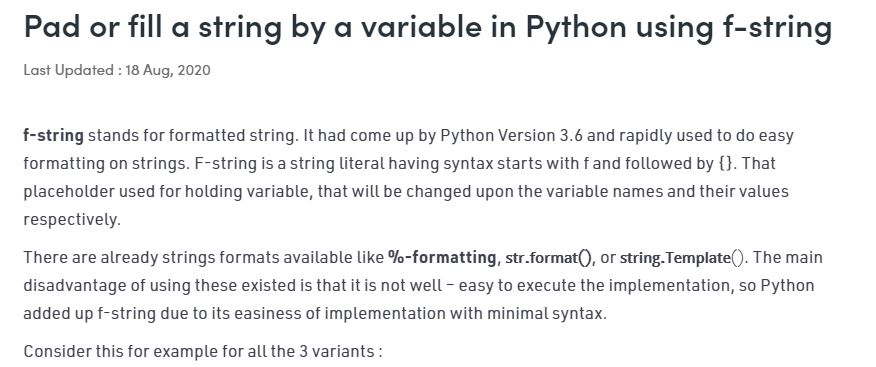 Pad or fill a string by a variable in Python using f-string
Last Updated : 18 Aug, 2020
f-string stands for formatted string. It had come up by Python Version 3.6 and rapidly used to do easy
formatting on strings. F-string is a string literal having syntax starts with f and followed by {}. That
placeholder used for holding variable, that will be changed upon the variable names and their values
respectively.
There are already strings formats available like %-formatting, str.format(), or string.Template(). The main
disadvantage of using these existed is that it is not well – easy to execute the implementation, so Python
added up f-string due to its easiness of implementation with minimal syntax.
Consider this for example for all the 3 variants :